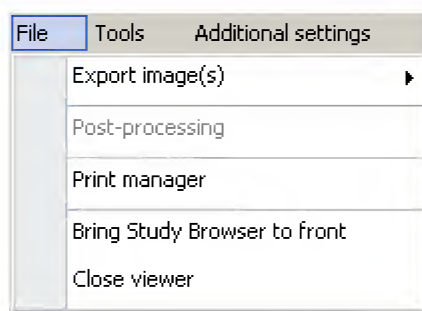 File Tools Additional settings
Export image(s)
Post-processing
Print manager
Bring Study Browser to front
Close viewer